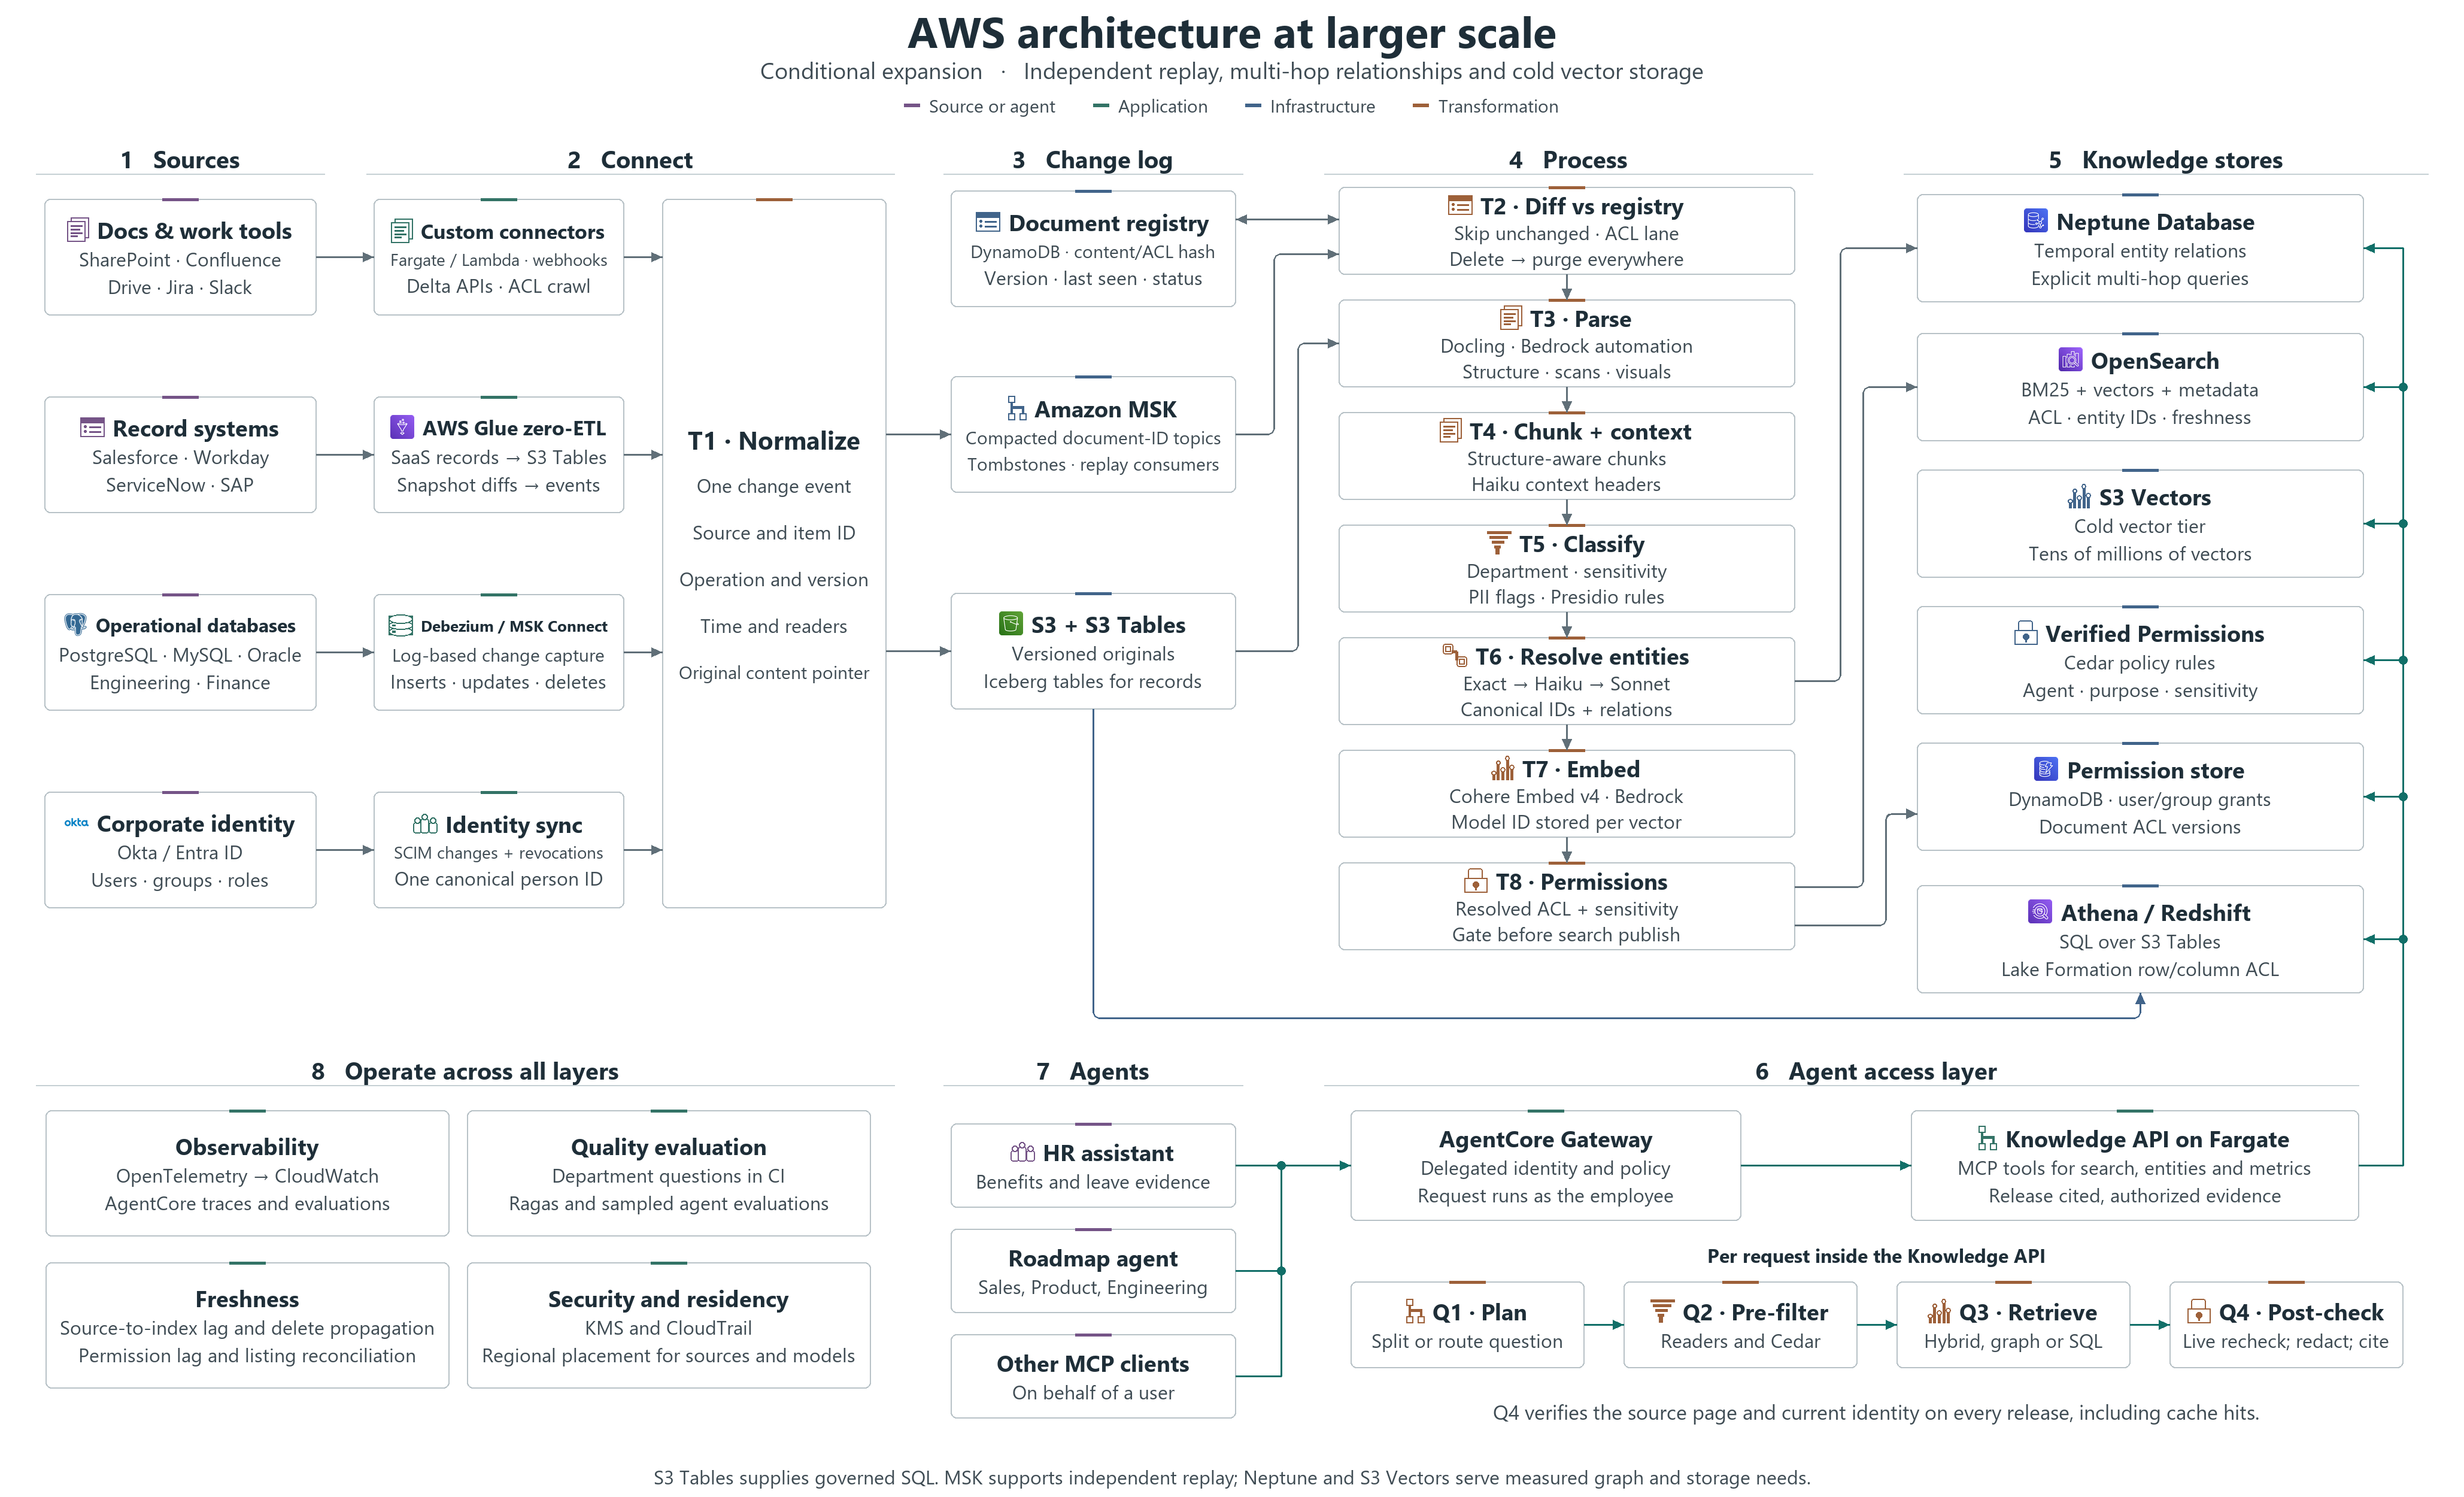 AWS architecture at larger scale
Conditional expansion · Independent replay, multi-hop relationships and cold vector storage
Source or agent
Application
Infrastructure
Transformation
1 Sources
Docs & work tools
SharePoint · Confluence
Drive · Jira · Slack
Record systems
Salesforce · Workday
ServiceNow · SAP
Operational databases
PostgreSQL · MySQL · Oracle
Engineering · Finance
okta
Corporate identity
Okta / Entra ID
Users · groups · roles
2 Connect
Custom connectors
Fargate / Lambda · webhooks
Delta APIs · ACL crawl
AWS Glue zero-ETL
SaaS records → S3 Tables
Snapshot diffs → events
Debezium / MSK Connect
Log-based change capture
Inserts · updates · deletes
Identity sync
SCIM changes + revocations
One canonical person ID
T1 · Normalize
One change event
Source and item ID
Operation and version
Time and readers
Original content pointer
3 Change log
Document registry
DynamoDB · content/ACL hash
Version · last seen · status
Amazon MSK
Compacted document-ID topics
Tombstones · replay consumers
S3 + S3 Tables
Versioned originals
Iceberg tables for records
4 Process
T2 · Diff vs registry
Skip unchanged · ACL lane
Delete → purge everywhere
T3 · Parse
Docling · Bedrock automation
Structure · scans · visuals
T4 · Chunk + context
Structure-aware chunks
Haiku context headers
T5 · Classify
Department · sensitivity
PII flags · Presidio rules
T6 · Resolve entities
Exact → Haiku → Sonnet
Canonical IDs + relations
T7 · Embed
Cohere Embed v4 · Bedrock
Model ID stored per vector
T8 · Permissions
Resolved ACL + sensitivity
Gate before search publish
5 Knowledge stores
Neptune Database
Temporal entity relations
Explicit multi-hop queries
OpenSearch
BM25 + vectors + metadata
ACL · entity IDs · freshness
S3 Vectors
Cold vector tier
Tens of millions of vectors
Verified Permissions
Cedar policy rules
Agent · purpose · sensitivity
Permission store
DynamoDB · user/group grants
Document ACL versions
Athena / Redshift
SQL over S3 Tables
Lake Formation row/column ACL
8 Operate across all layers
Observability
OpenTelemetry → CloudWatch
AgentCore traces and evaluations
Quality evaluation
Department questions in CI
Ragas and sampled agent evaluations
Freshness
Source-to-index lag and delete propagation
Permission lag and listing reconciliation
Security and residency
KMS and CloudTrail
Regional placement for sources and models
7 Agents
HR assistant
Benefits and leave evidence
Roadmap agent
Sales, Product, Engineering
Other MCP clients
On behalf of a user
6 Agent access layer
AgentCore Gateway
Delegated identity and policy
Request runs as the employee
Knowledge API on Fargate
MCP tools for search, entities and metrics
Release cited, authorized evidence
Per request inside the Knowledge API
Q1 · Plan
Split or route question
Q2 · Pre-filter
Readers and Cedar
Q3 · Retrieve
Hybrid, graph or SQL
Q4 · Post-check
Live recheck; redact; cite
Q4 verifies the source page and current identity on every release, including cache hits.
S3 Tables supplies governed SQL. MSK supports independent replay; Neptune and S3 Vectors serve measured graph and storage needs.